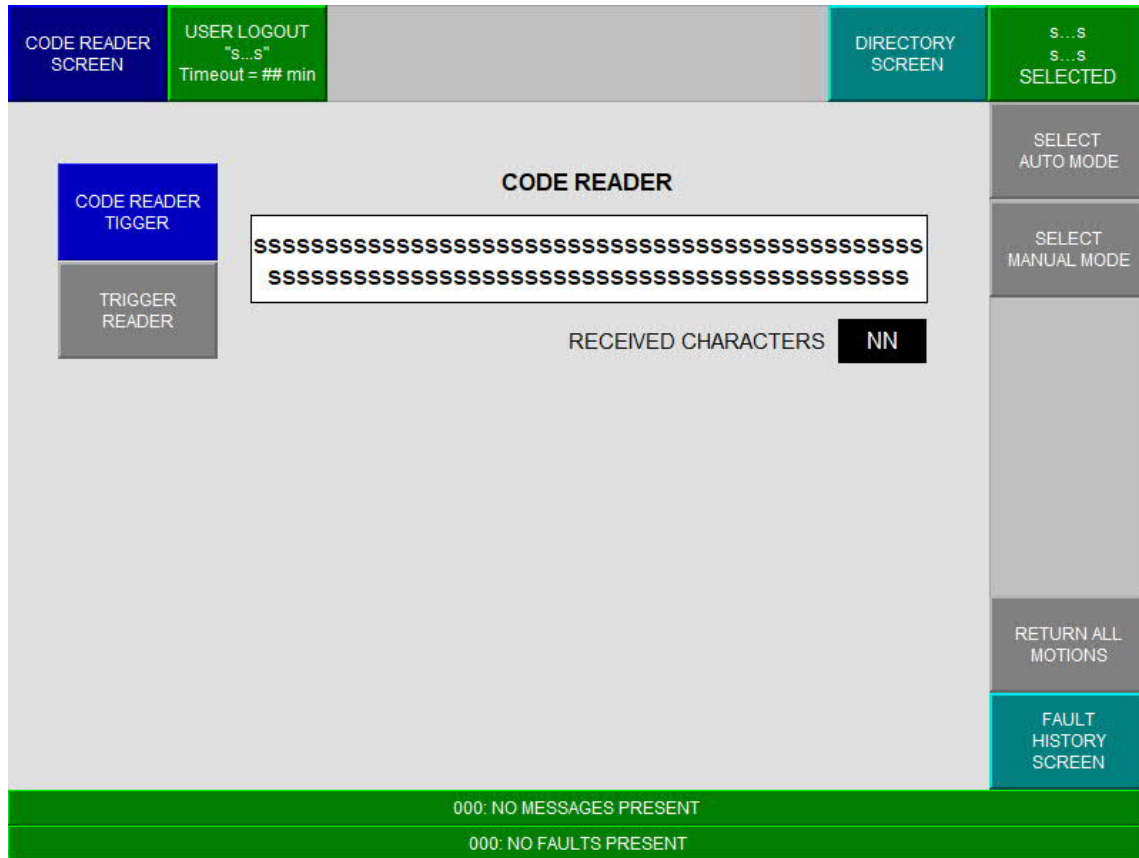 CODE READER
SCREEN
USER LOGOUT
"s...s"
Timeout = ## min
DIRECTORY
SCREEN
s...s
s...s
SELECTED
SELECT
AUTO MODE
SELECT
MANUAL MODE
CODE READER
TIGGER
TRIGGER
READER
CODE READER
sssssssssssssssssssssssssssssssssssssssssssssss
sssssssssssssssssssssssssssssssssssssssssssss
RECEIVED CHARACTERS NN
RETURN ALL
MOTIONS
FAULT
HISTORY
SCREEN
000: NO MESSAGES PRESENT
000: NO FAULTS PRESENT